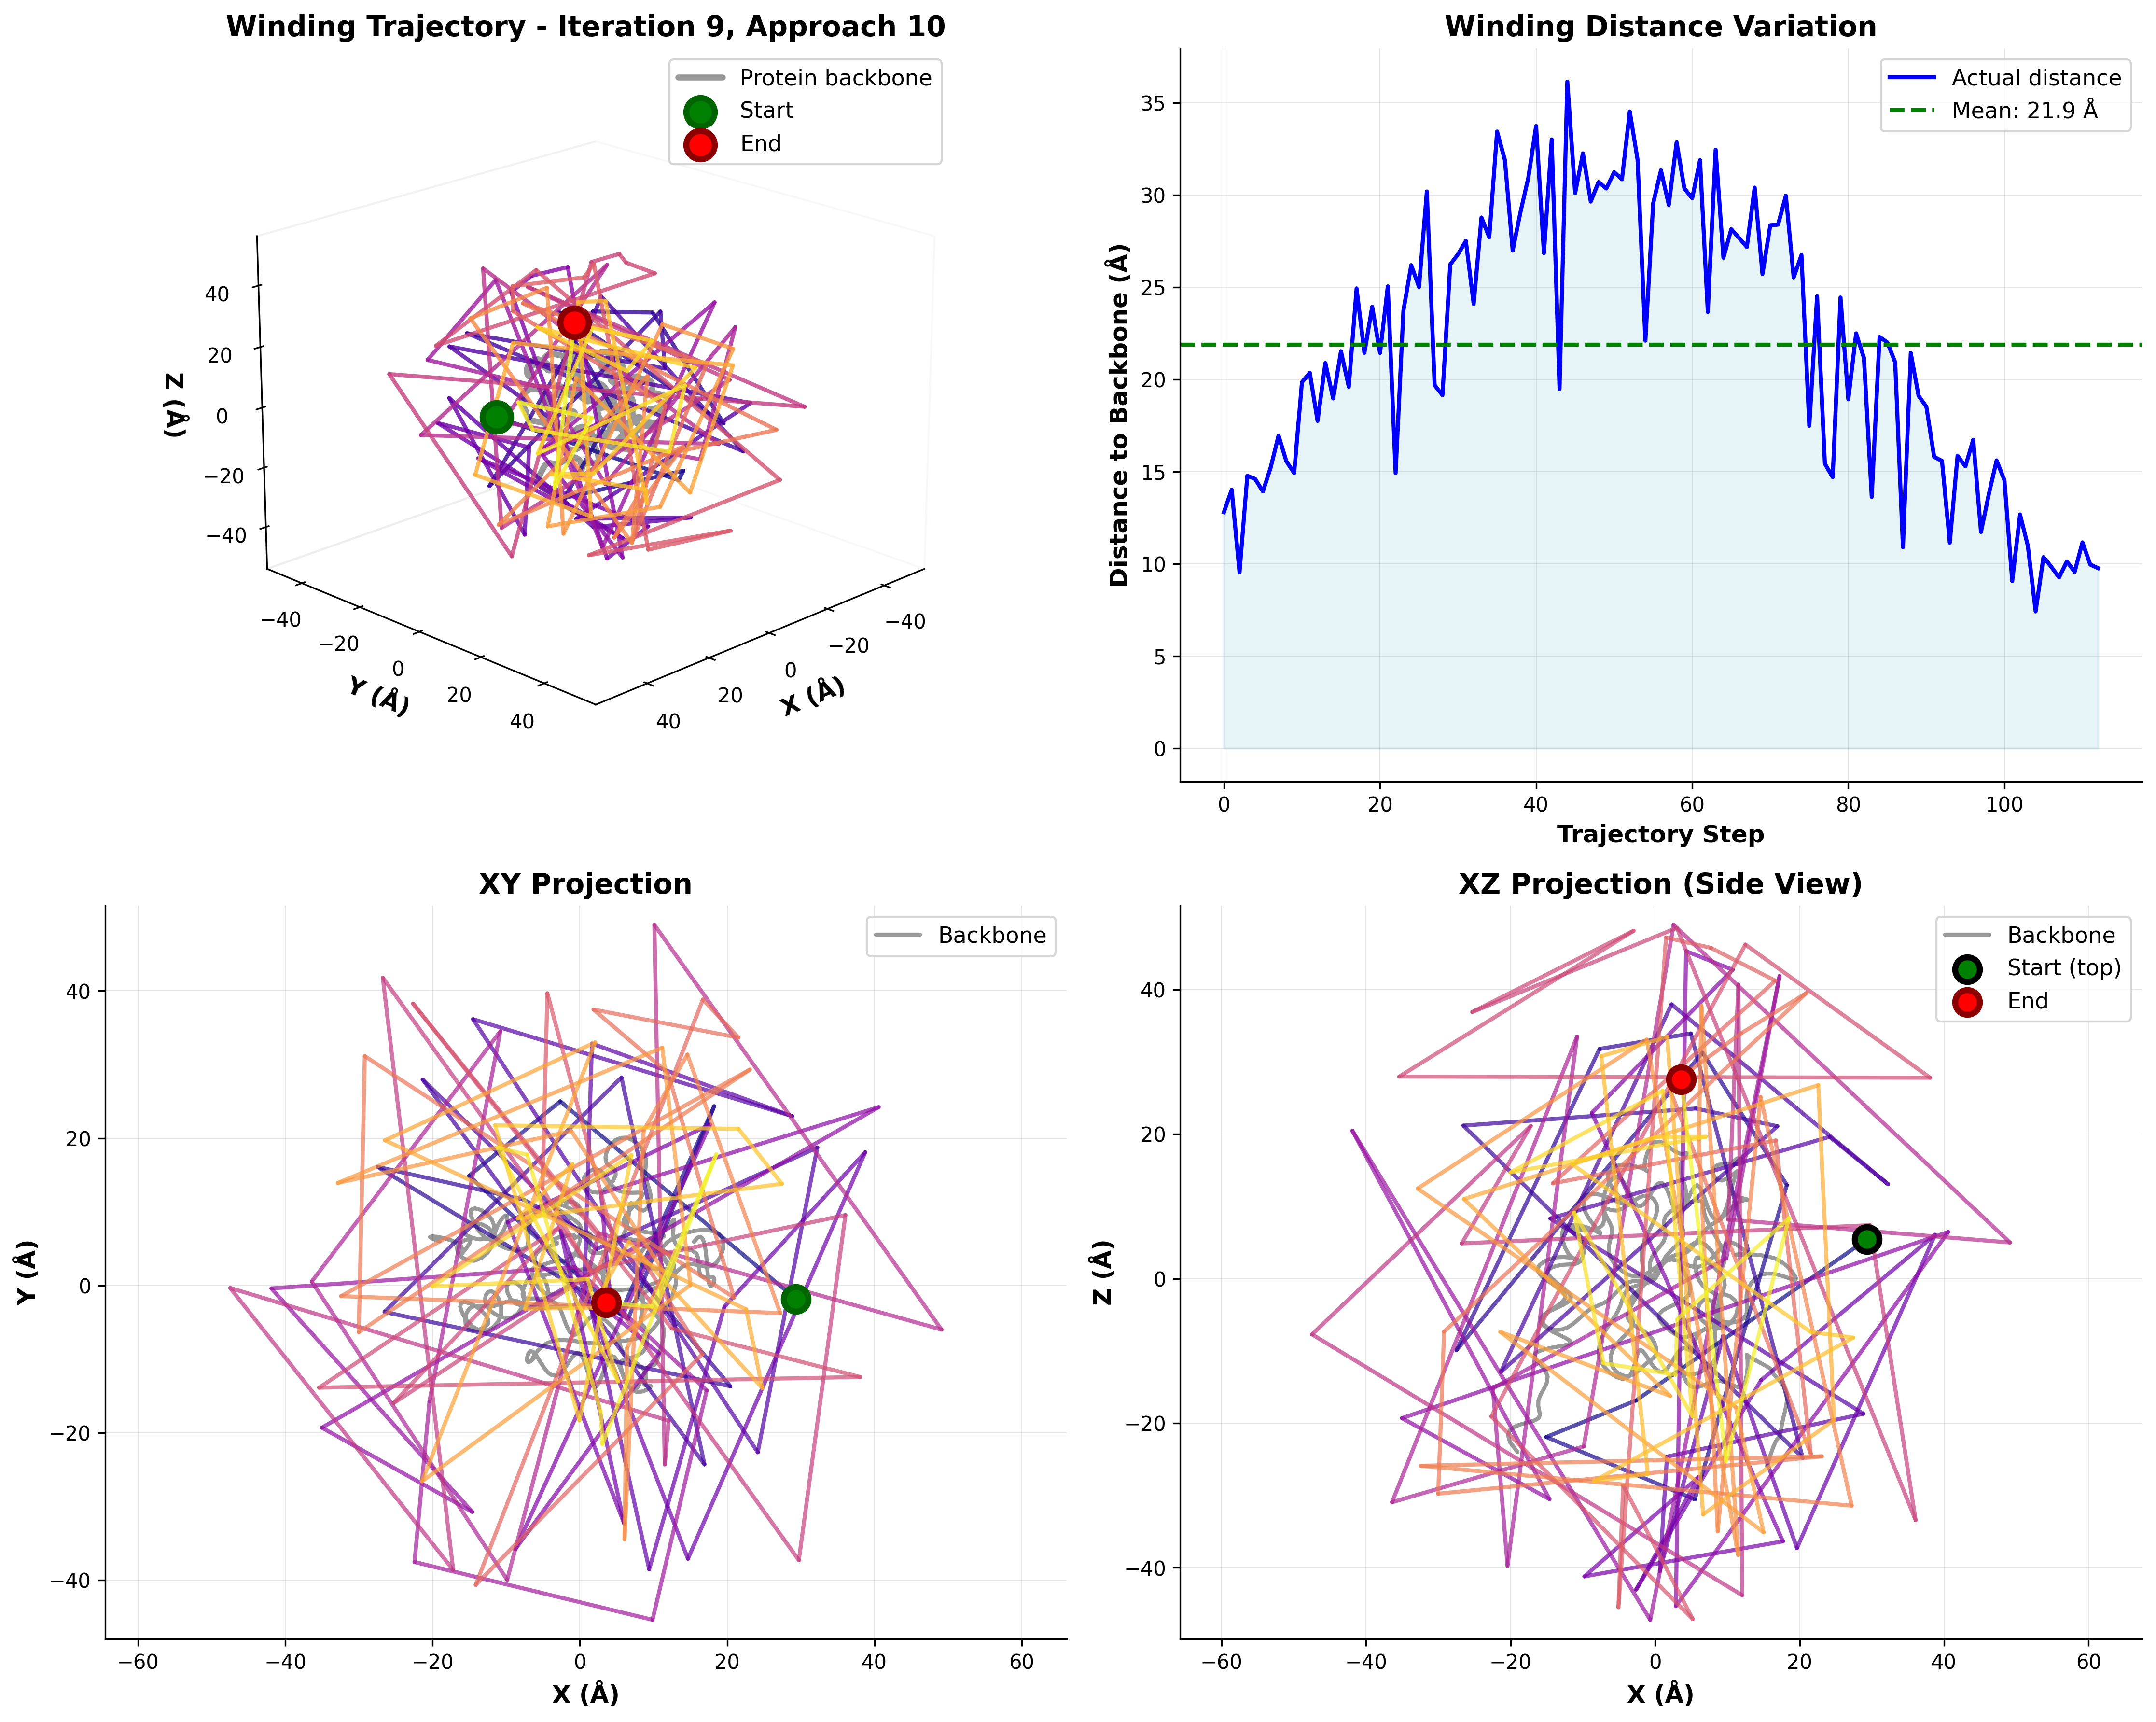 Winding Trajectory - Iteration 9, Approach 10
Protein backbone
Start
End
40
20
0
−20
−40
Z (Å)
−40
−20
0
20
40
Y (Å)
−40
−20
0
20
40
X (Å)
Winding Distance Variation
Actual distance
Mean: 21.9 Å
35
30
25
20
15
10
5
0
Distance to Backbone (Å)
0
20
40
60
80
100
Trajectory Step
XY Projection
Backbone
40
20
0
−20
−40
Y (Å)
−60
−40
−20
0
20
40
60
X (Å)
XZ Projection (Side View)
Backbone
Start (top)
End
40
20
0
−20
−40
Z (Å)
−60
−40
−20
0
20
40
60
X (Å)